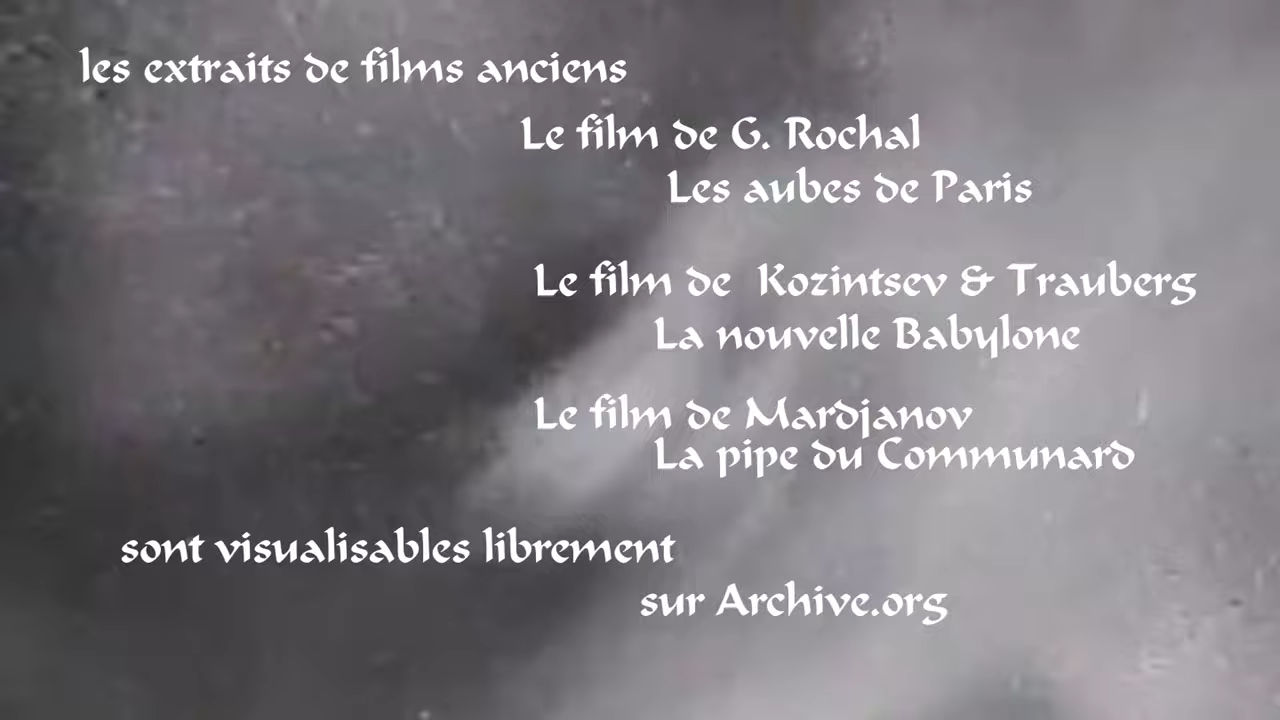 les extraits de films anciens
Le film de G. Rochal
Les aubes de Paris
Le film de Kozintsev & Trauberg
La nouvelle Babylone
Le film de Mardjanov
La pipe du Communard
sont visualisables librement
sur Archive.org